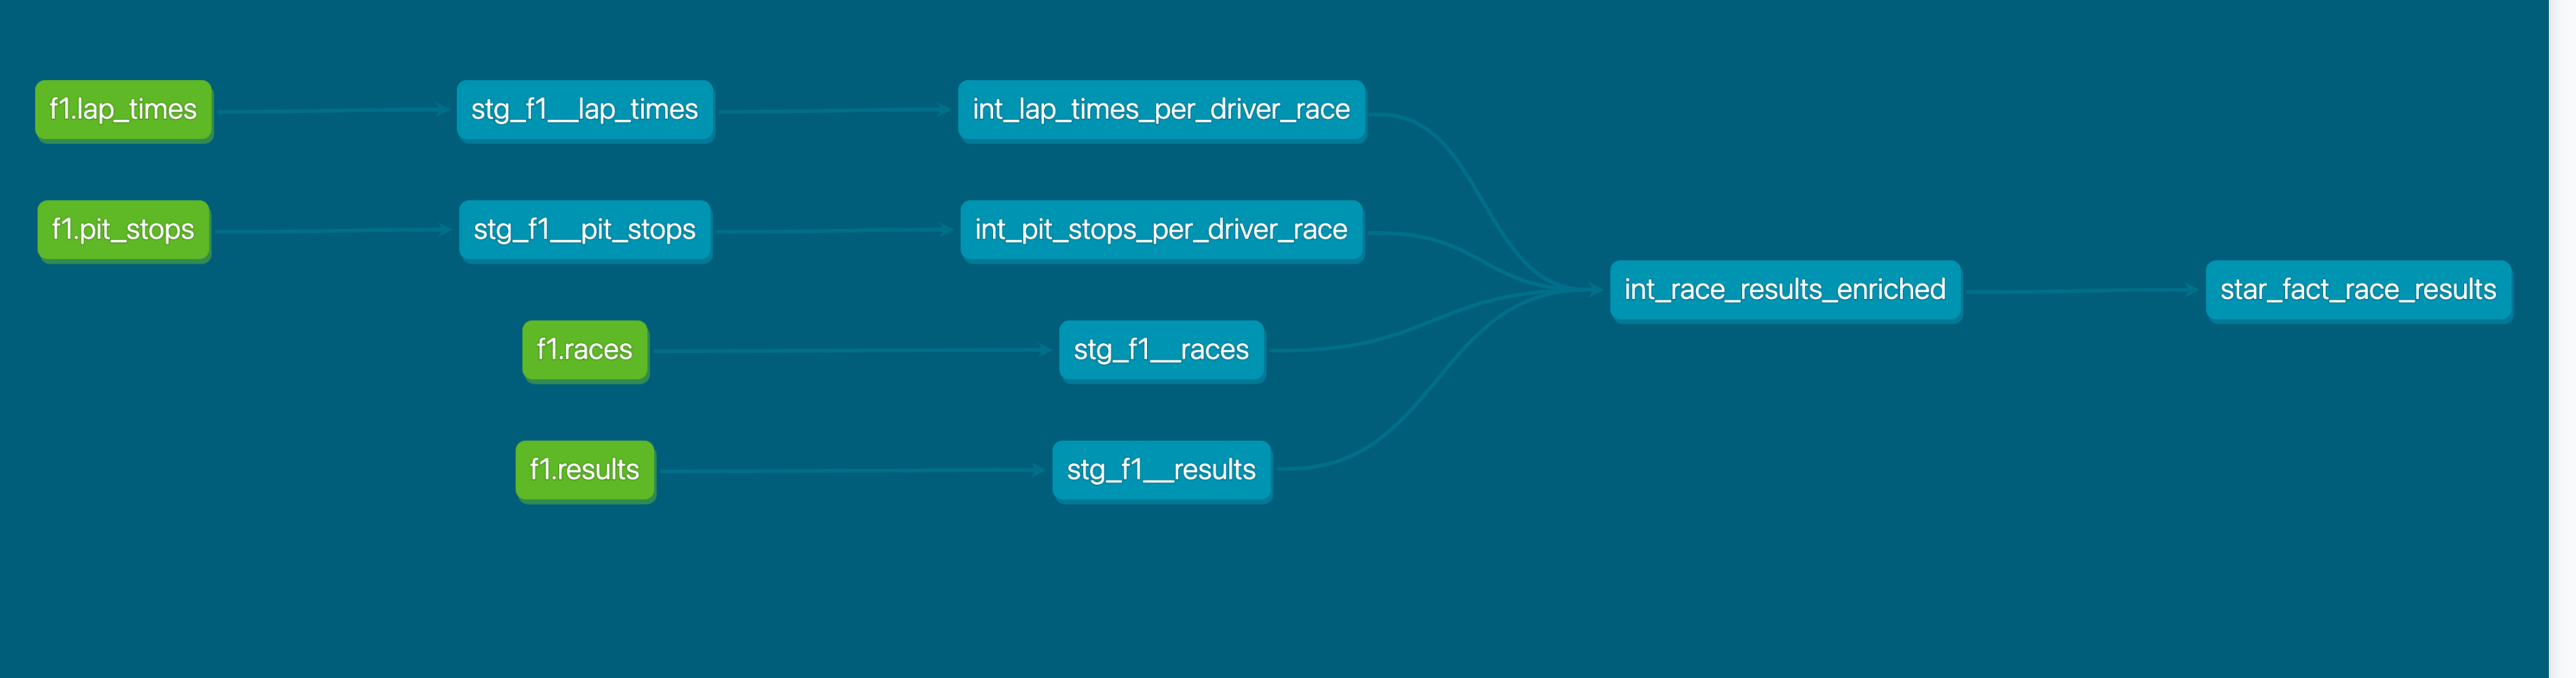 f1.lap_times
stg_f1__lap_times
int_lap_times_per_driver_race
f1.pit_stops
stg_f1__pit_stops
int_pit_stops_per_driver_race
int_race_results_enriched
star_fact_race_results
f1.races
stg_f1__races
f1.results
stg_f1__results